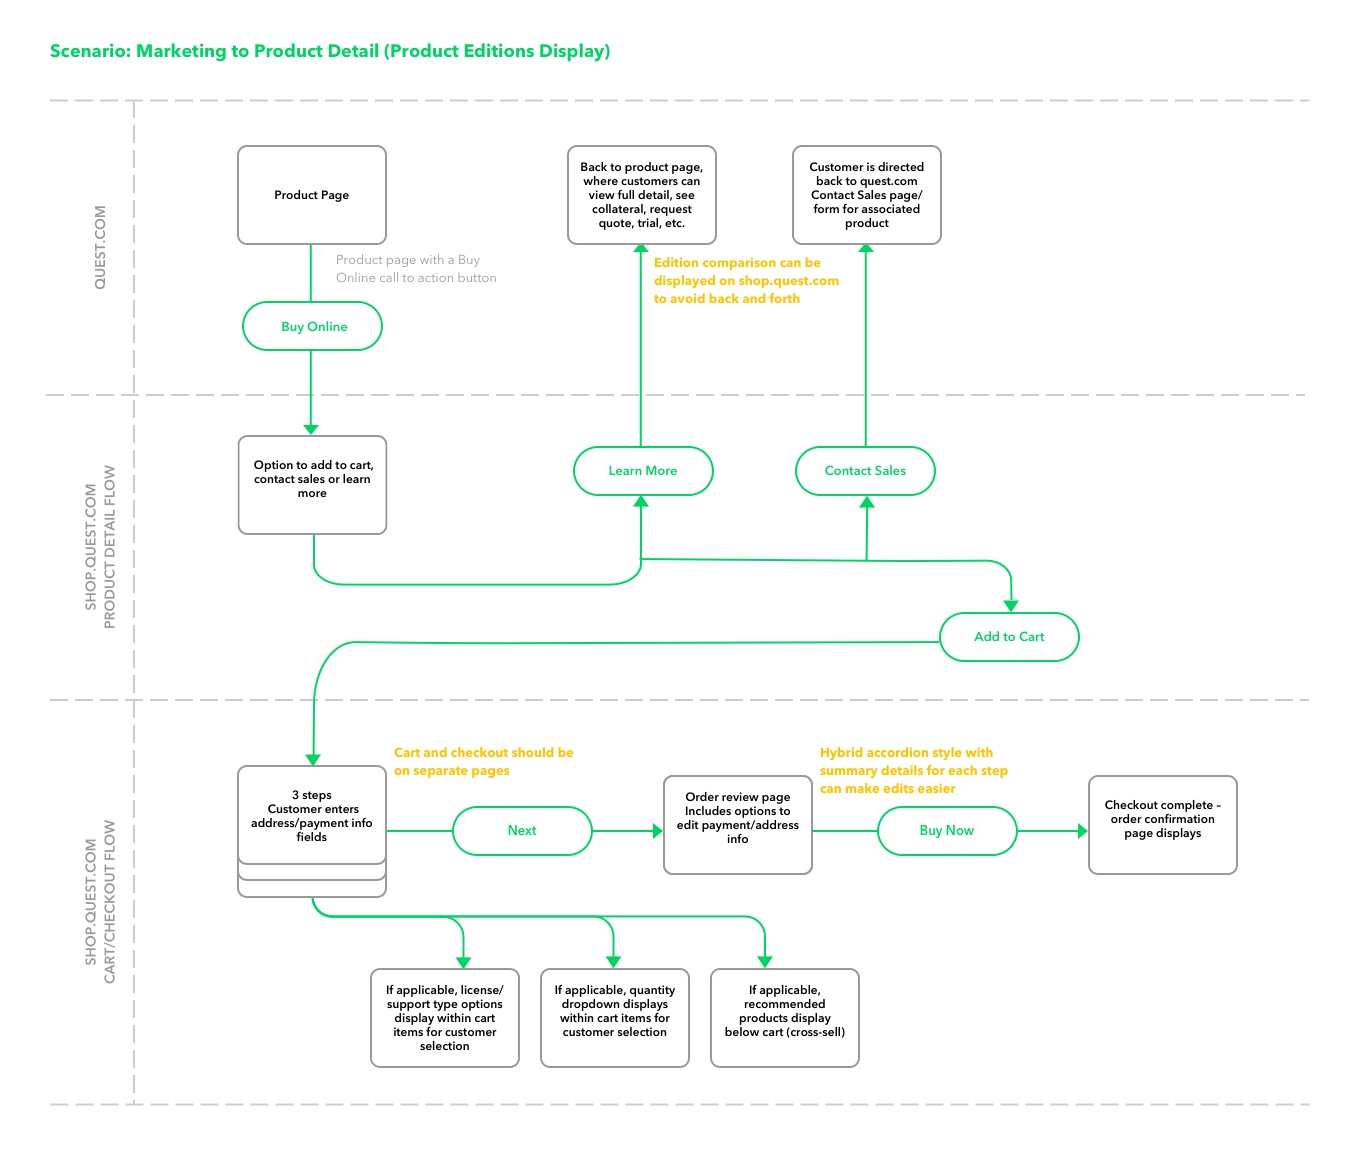 Scenario: Marketing to Product Detail (Product Editions Display)
QUEST.COM
Product Page
Back to product page,
where customers can
view full detail, see
collateral, request
quote, trial, etc.
Customer is directed
back to quest.com
Contact Sales page/
form for associated
product
Product page with a Buy
Online call to action button
Edition comparison can be
displayed on shop.quest.com
to avoid back and forth
Buy Online
SHOP.QUEST.COM
PRODUCT DETAIL FLOW
Option to add to cart,
contact sales or learn
more
Learn More
Contact Sales
Add to Cart
SHOP.QUEST.COM
CART/CHECKOUT FLOW
3 steps
Customer enters
address/payment info
fields
Cart and checkout should be
on separate pages
Next
Order review page
Includes options to
edit payment/address
info
Hybrid accordion style with
summary details for each step
can make edits easier
Buy Now
Checkout complete –
order confirmation
page displays
If applicable, license/
support type options
display within cart
items for customer
selection
If applicable, quantity
dropdown displays
within cart items for
customer selection
If applicable,
recommended
products display
below cart (cross-sell)